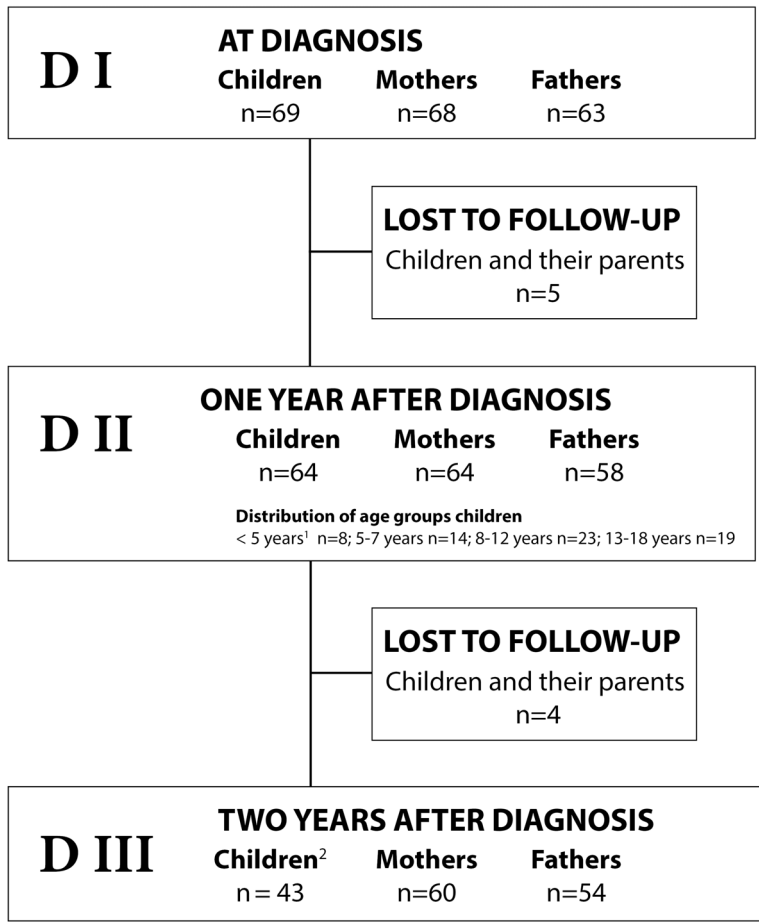 D I
AT DIAGNOSIS
Children Mothers Fathers
n=69 n=68 n=63
LOST TO FOLLOW-UP
Children and their parents
n=5
D II
ONE YEAR AFTER DIAGNOSIS
Children Mothers Fathers
n=64 n=64 n=58
Distribution of age groups children
< 5 years¹ n=8; 5-7 years n=14; 8-12 years n=23; 13-18 years n=19
LOST TO FOLLOW-UP
Children and their parents
n=4
D III
TWO YEARS AFTER DIAGNOSIS
Children² Mothers Fathers
n = 43 n=60 n=54